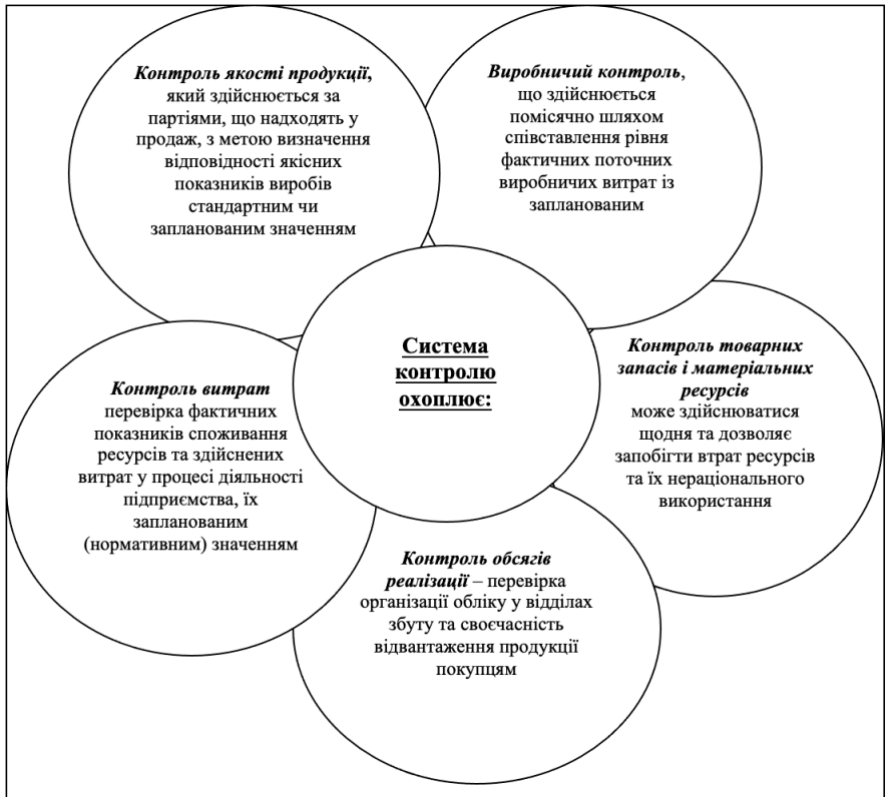 Контроль якості продукції,
який здійснюється за
партіями, що надходять у
продаж, з метою визначення
відповідності якісних
показників виробів
стандартним чи
запланованим значенням
Виробничий контроль,
що здійснюється
помісячно шляхом
співставлення рівня
фактичних поточних
виробничих витрат із
запланованим
Система
контролю
охоплює:
Контроль товарних
запасів і матеріальних
ресурсів
може здійснюватися
щодня та дозволяє
запобігти втрат ресурсів
та їх нераціонального
використання
Контроль витрат
перевірка фактичних
показників споживання
ресурсів та здійснених
витрат у процесі діяльності
підприємства, їх
запланованим
(нормативним) значенням
Контроль обсягів
реалізації – перевірка
організації обліку у відділах
збуту та своєчасність
відвантаження продукції
покупцям